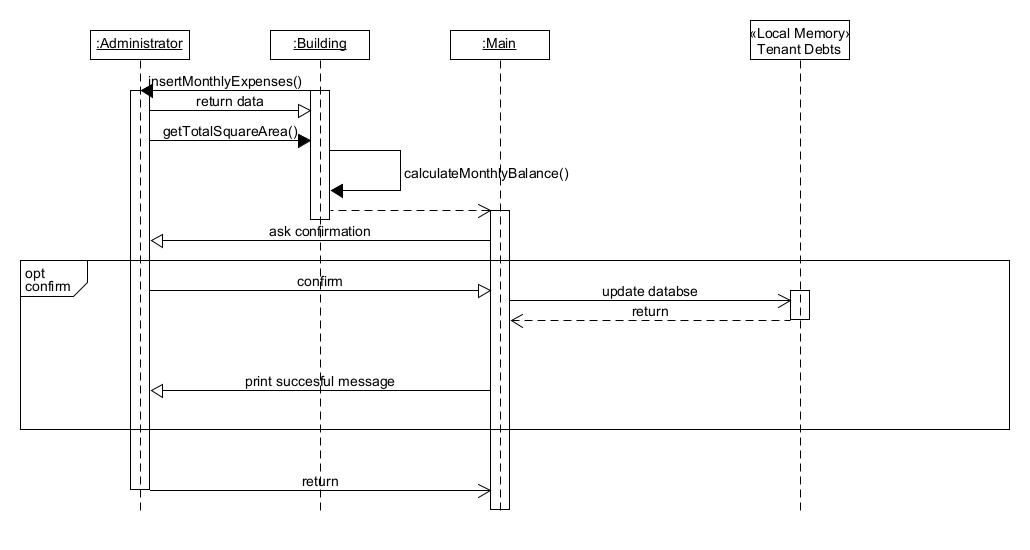 :Administrator
:Building
:Main
«Local Memory»
Tenant Debts
insertMonthlyExpenses()
return data
getTotalSquareArea()
calculateMonthlyBalance()
ask confirmation
opt
confirm
confirm
update databse
return
print succesful message
return